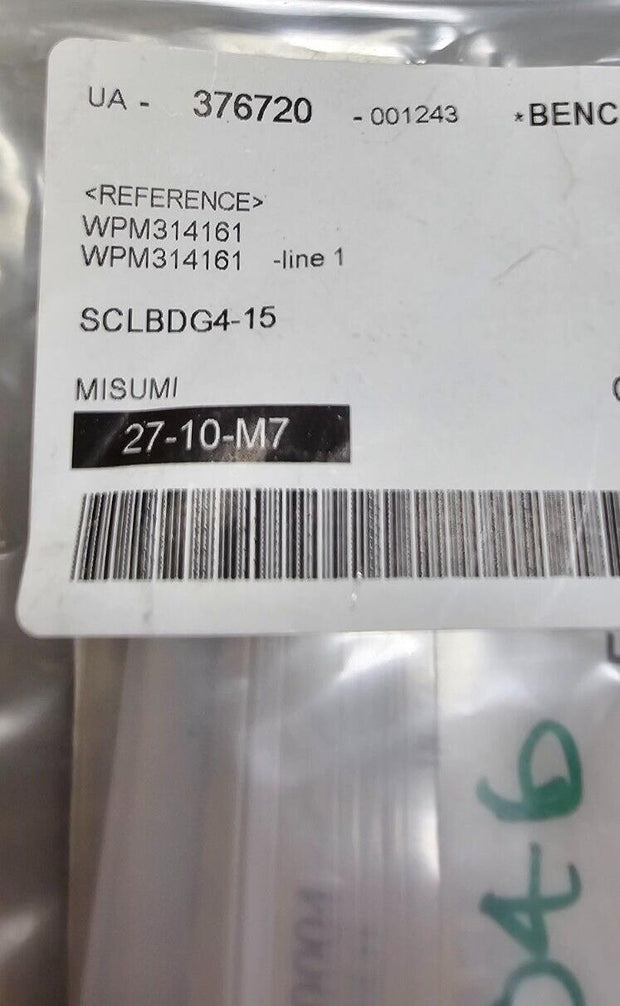 UA - 376720 - 001243 *BENC
<REFERENCE>
WPM314161
WPM314161 -line 1
SCLBDG4-15
MISUMI
27-10-M7